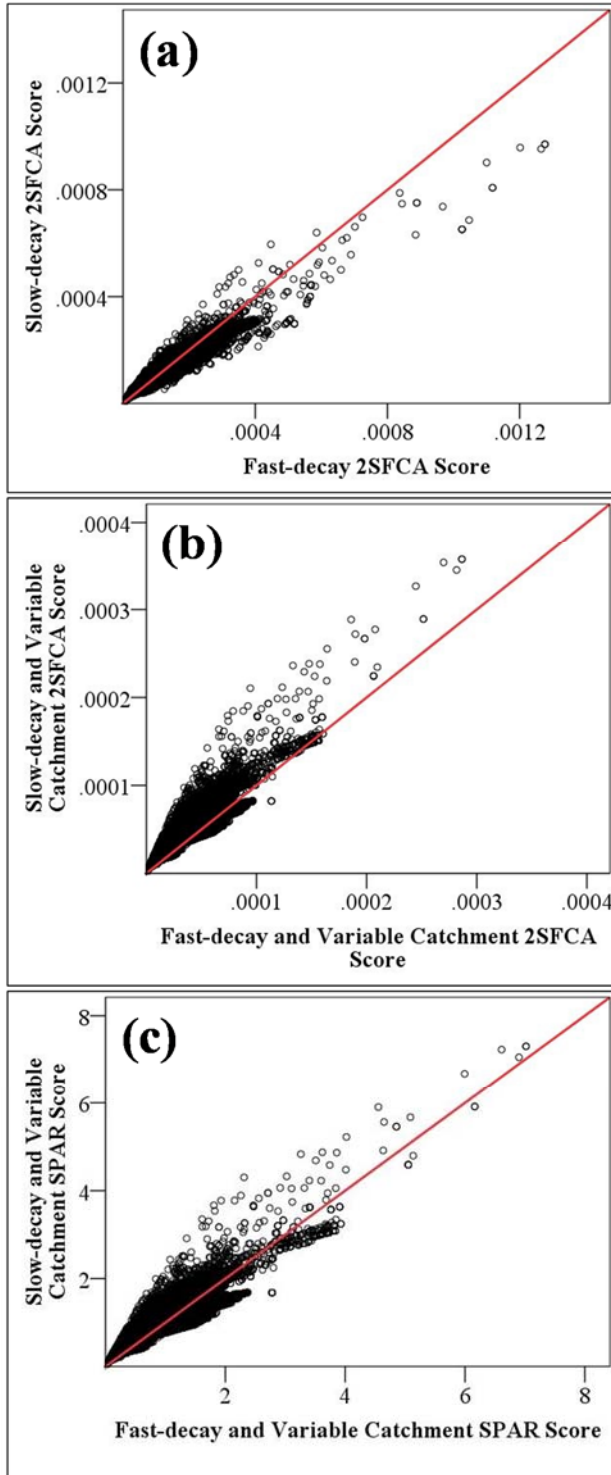 (a)
Slow-decay 2SFCA Score
.0012
.0008
.0004
.0004
.0008
.0012
Fast-decay 2SFCA Score
(b)
Slow-decay and Variable
Catchment 2SFCA Score
.0004
.0003
.0002
.0001
.0001
.0002
.0003
.0004
Fast-decay and Variable Catchment 2SFCA
Score
(c)
Slow-decay and Variable
Catchment SPAR Score
8
6
4
2
2
4
6
8
Fast-decay and Variable Catchment SPAR Score